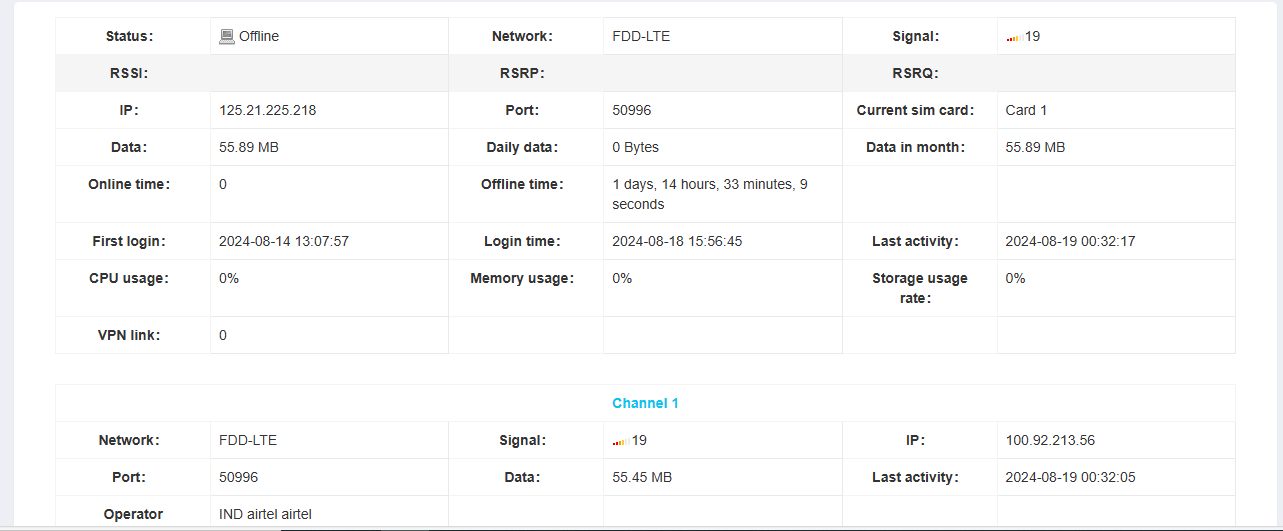 Status: Offline Network: FDD-LTE Signal: 19
RSSI: RSRP: RSRQ:
IP: 125.21.225.218 Port: 50996 Current sim card: Card 1
Data: 55.89 MB Daily data: 0 Bytes Data in month: 55.89 MB
Online time: 0 Offline time: 1 days, 14 hours, 33 minutes, 9
seconds
First login: 2024-08-14 13:07:57 Login time: 2024-08-18 15:56:45 Last activity: 2024-08-19 00:32:17
CPU usage: 0% Memory usage: 0% Storage usage 0%
rate:
VPN link: 0
Channel 1
Network: FDD-LTE Signal: 19 IP: 100.92.213.56
Port: 50996 Data: 55.45 MB Last activity: 2024-08-19 00:32:05
Operator IND airtel airtel